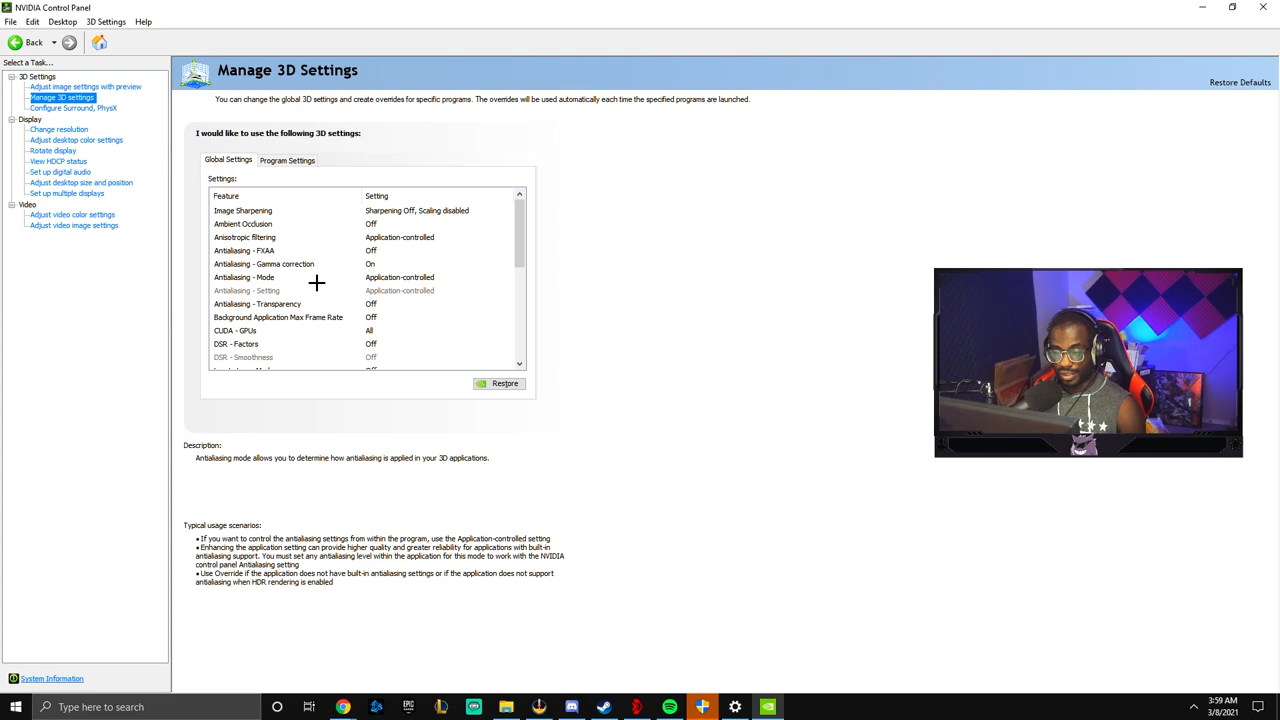 NVIDIA Control Panel
File Edit Desktop 3D Settings Help
Back
Select a Task...
3D Settings
Adjust image settings with preview
Manage 3D settings
Configure Surround, PhysX
Display
Change resolution
Adjust desktop color settings
Rotate display
View HDCP status
Set up digital audio
Adjust desktop size and position
Set up multiple displays
Video
Adjust video color settings
Adjust video image settings
System Information
Manage 3D Settings
Restore Defaults
You can change the global 3D settings and create overrides for specific programs. The overrides will be used automatically each time the specified programs are launched.
I would like to use the following 3D settings:
Global Settings Program Settings
Settings:
Feature Setting
Image Sharpening Sharpening Off, Scaling disabled
Ambient Occlusion Off
Anisotropic filtering Application-controlled
Antialiasing - FXAA Off
Antialiasing - Gamma correction On
Antialiasing - Mode Application-controlled
Antialiasing - Setting Application-controlled
Antialiasing - Transparency Off
Background Application Max Frame Rate Off
CUDA - GPUs All
DSR - Factors Off
DSR - Smoothness Off
Restore
Description:
Antialiasing mode allows you to determine how antialiasing is applied in your 3D applications.
Typical usage scenarios:
• If you want to control the antialiasing settings from within the program, use the Application-controlled setting
• Enhancing the application setting can provide higher quality and greater reliability for applications with built-in
antialiasing support. You must set any antialiasing level within the application for this mode to work with the NVIDIA
control panel Antialiasing setting
• Use Override if the application does not have built-in antialiasing settings or if the application does not support
antialiasing when HDR rendering is enabled
Type here to search
EPIC
3:59 AM
3/8/2021